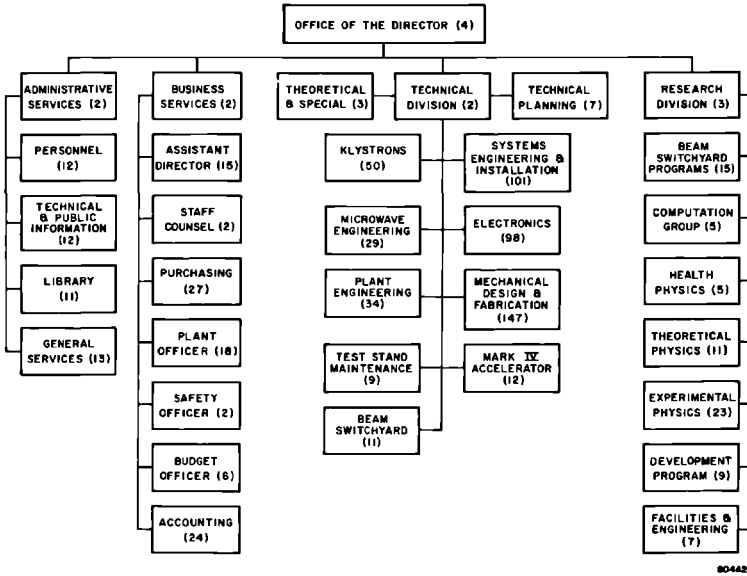 OFFICE OF THE DIRECTOR (4)
ADMINISTRATIVE
SERVICES (2)
PERSONNEL
(12)
TECHNICAL
& PUBLIC
INFORMATION
(12)
LIBRARY
(11)
GENERAL
SERVICES (13)
BUSINESS
SERVICES (2)
ASSISTANT
DIRECTOR (15)
STAFF
COUNSEL (2)
PURCHASING
(27)
PLANT
OFFICER (18)
SAFETY
OFFICER (2)
BUDGET
OFFICER (6)
ACCOUNTING
(24)
THEORETICAL
& SPECIAL (3)
TECHNICAL
DIVISION (2)
TECHNICAL
PLANNING (7)
KLYSTRONS
(50)
SYSTEMS
ENGINEERING &
INSTALLATION
(101)
MICROWAVE
ENGINEERING
(29)
ELECTRONICS
(98)
PLANT
ENGINEERING
(34)
MECHANICAL
DESIGN &
FABRICATION
(147)
TEST STAND
MAINTENANCE
(9)
MARK IV
ACCELERATOR
(12)
BEAM
SWITCHYARD
(11)
RESEARCH
DIVISION (3)
BEAM
SWITCHYARD
PROGRAMS (15)
COMPUTATION
GROUP (5)
HEALTH
PHYSICS (5)
THEORETICAL
PHYSICS (11)
EXPERIMENTAL
PHYSICS (23)
DEVELOPMENT
PROGRAM (9)
FACILITIES &
ENGINEERING
(7)
804A2